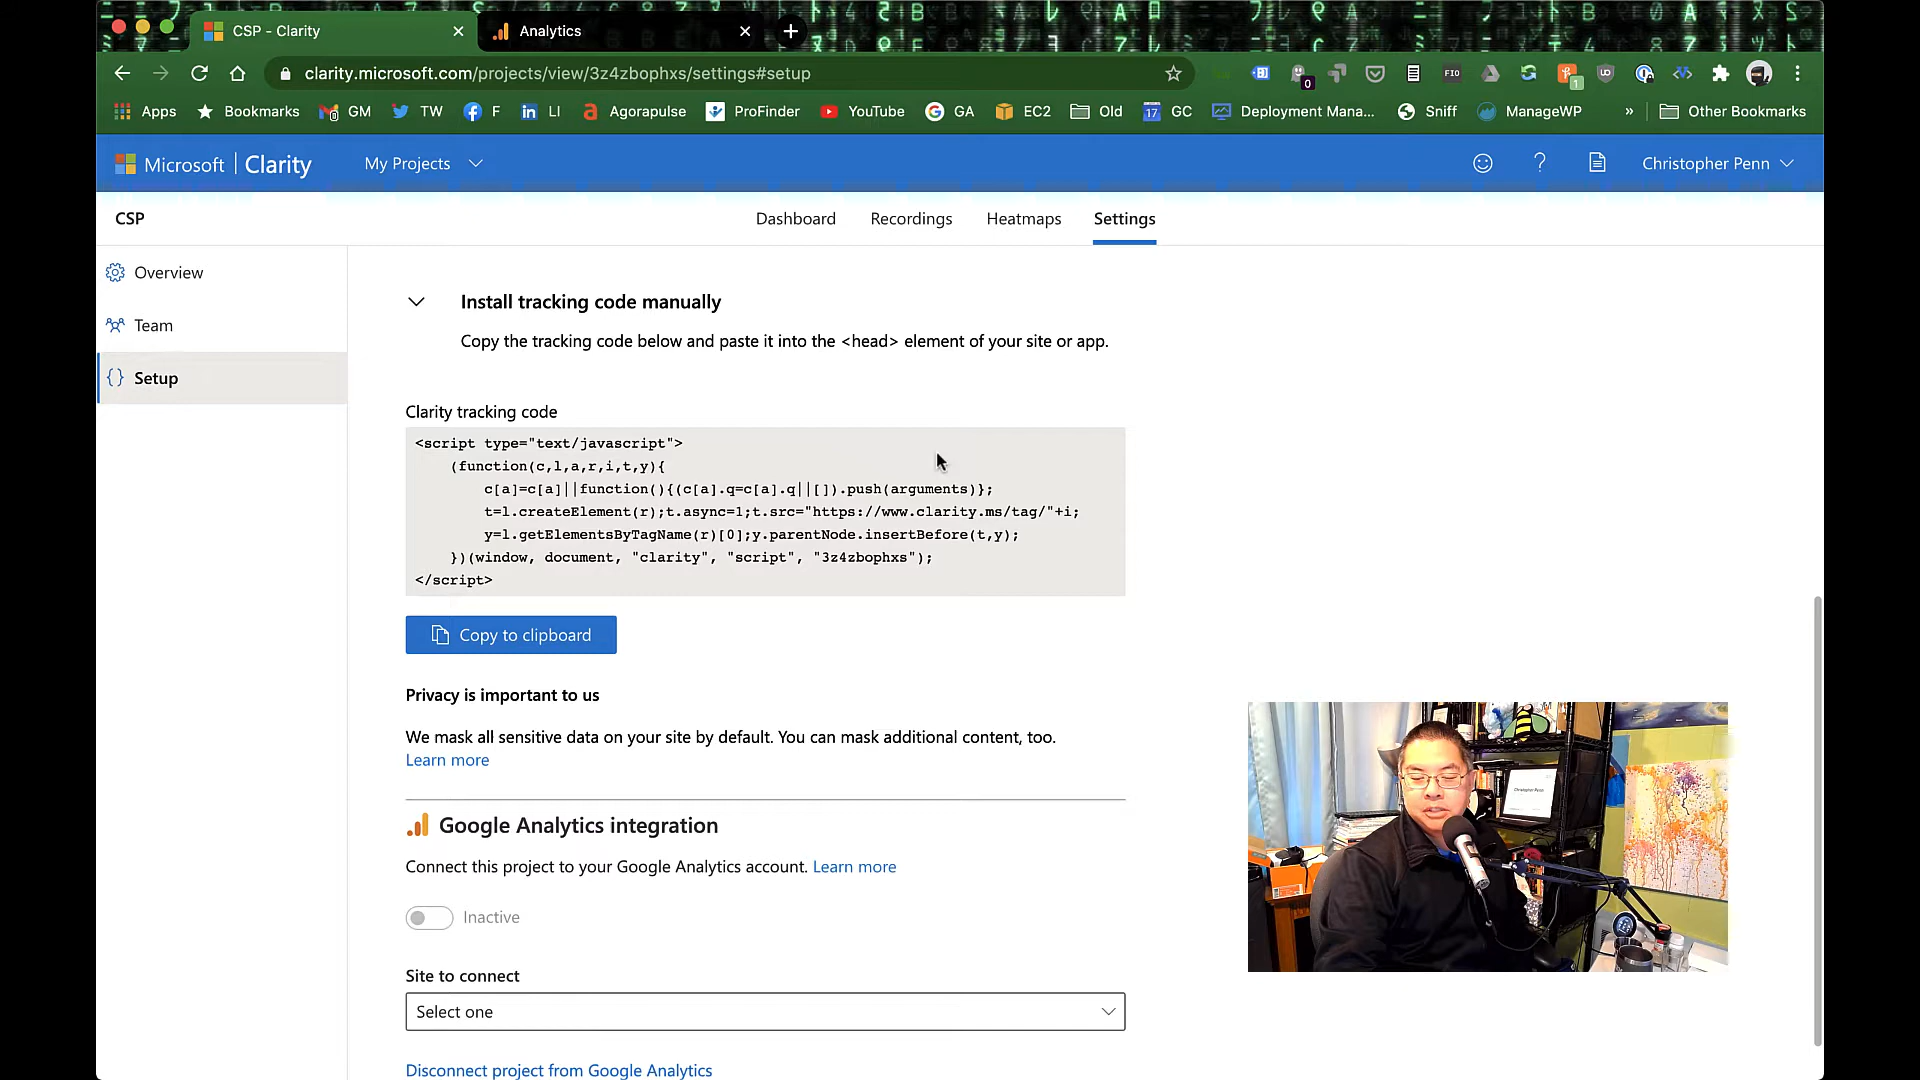 CSP - Clarity
Analytics
clarity.microsoft.com/projects/view/3z4zbophxs/settings#setup
0
FIO
1
Apps
Bookmarks
GM
TW
F
LI
Agorapulse
ProFinder
YouTube
GA
EC2
Old
17
GC
Deployment Mana...
Sniff
ManageWP
»
Other Bookmarks
Microsoft | Clarity
My Projects
?
Christopher Penn
CSP
Dashboard
Recordings
Heatmaps
Settings
Overview
Team
{} Setup
Install tracking code manually
Copy the tracking code below and paste it into the <head> element of your site or app.
Clarity tracking code
<script type="text/javascript">
(function(c,l,a,r,i,t,y){
c[a]=c[a]||function(){(c[a].q=c[a].q||[]).push(arguments)};
t=l.createElement(r);t.async=1;t.src="https://www.clarity.ms/tag/"+i;
y=l.getElementsByTagName(r)[0];y.parentNode.insertBefore(t,y);
})(window, document, "clarity", "script", "3z4zbophxs");
</script>
Copy to clipboard
Privacy is important to us
We mask all sensitive data on your site by default. You can mask additional content, too.
Learn more
Google Analytics integration
Connect this project to your Google Analytics account. Learn more
Inactive
Site to connect
Select one
Disconnect project from Google Analytics
Christopher Penn